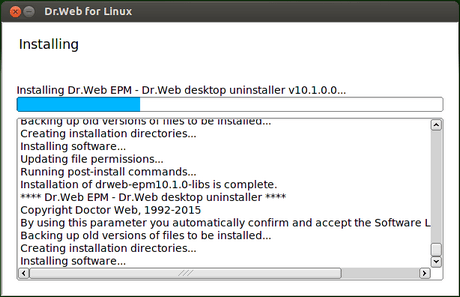 Dr.Web for Linux
Installing
Installing Dr.Web EPM - Dr.Web desktop uninstaller v10.1.0.0...
Backing up old versions of files to be installed...
Creating installation directories...
Installing software...
Updating file permissions...
Running post-install commands...
Installation of drweb-epm10.1.0-libs is complete.
**** Dr.Web EPM - Dr.Web desktop uninstaller ****
Copyright Doctor Web, 1992-2015
By using this parameter you automatically confirm and accept the Software L
Backing up old versions of files to be installed...
Creating installation directories...
Installing software...